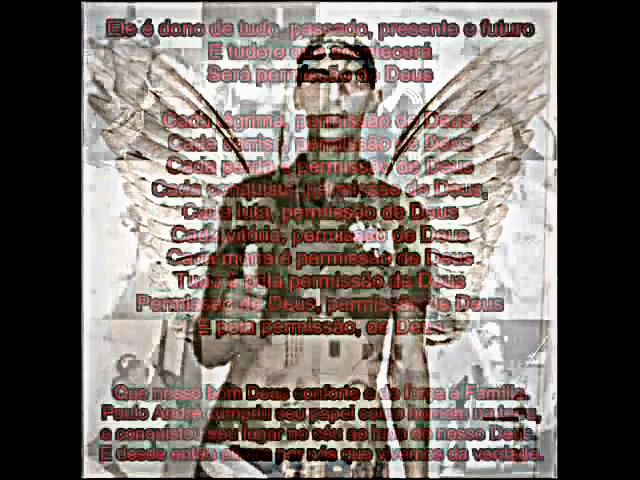 Ele é dono de tudo, passado, presente e futuro
E tudo o que acontecerá.
Será permissão de Deus
Cada lágrima, permissão de Deus,
Cada permissão de Deus
Cada perda é permissão de Deus
Cada conquista, permissão de Deus,
Cada luta, permissão de Deus
Cada vitória, permissão de Deus
Cada morte é permissão de Deus
Tudo é pela permissão de Deus
Permissão de Deus, permissão de Deus
E pela permissão, de Deus
Que nosso bom Deus conforte e de força a Família.
Paulo André cumpriu seu papel como homem na terra,
e conquistou seu lugar no céu ao lado do nosso Deus.
E desde então por nós que vivemos da verdade.